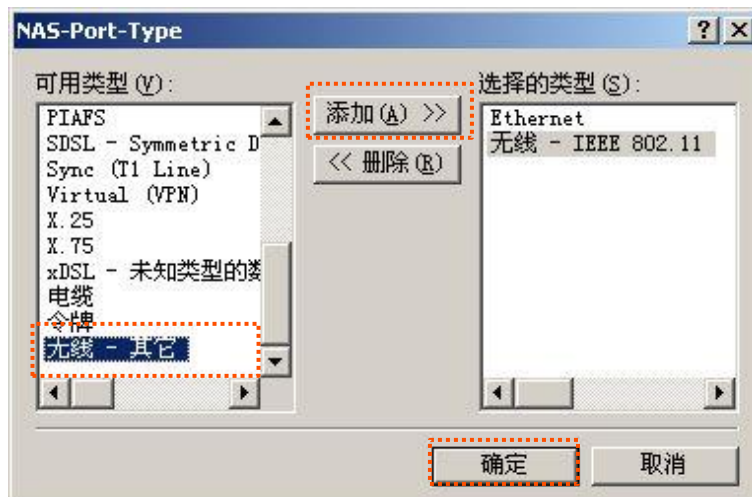 NAS-Port-Type
可用类型(V):
PIAFS
SDSL - Symmetric D
Sync (T1 Line)
Virtual (VPN)
X.25
X.75
xDSL - 未知类型的数
电缆
令牌
无线 - 其它
添加(A) >>
<< 删除(R)
选择的类型(S):
Ethernet
无线 - IEEE 802.11
确定
取消